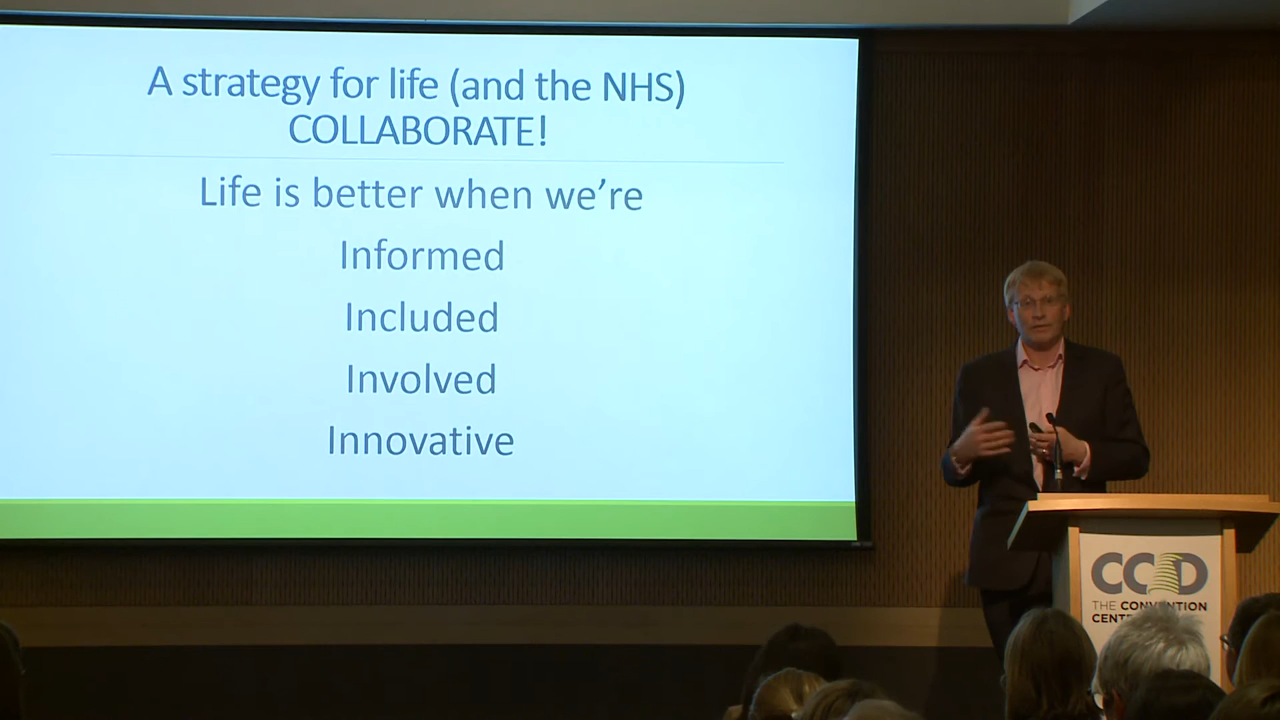 A strategy for life (and the NHS)
COLLABORATE!
Life is better when we’re
Informed
Included
Involved
Innovative
CCD
THE CONVENTION